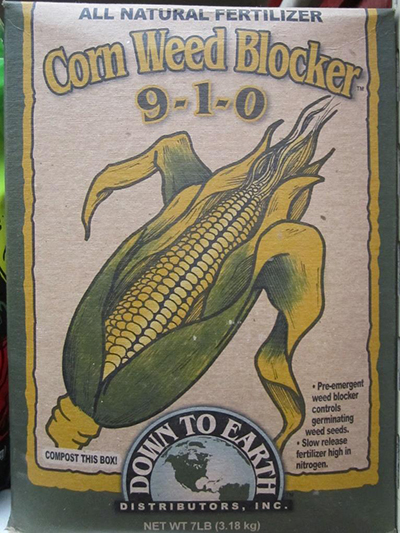 ALL NATURAL FERTILIZER
Corn Weed Blocker™
9-1-0
• Pre-emergent
weed blocker
controls
germinating
weed seeds.
• Slow release
fertilizer high in
nitrogen.
COMPOST THIS BOX!
DOWN TO EARTH
DISTRIBUTORS, INC.
NET WT 7LB (3.18 kg)